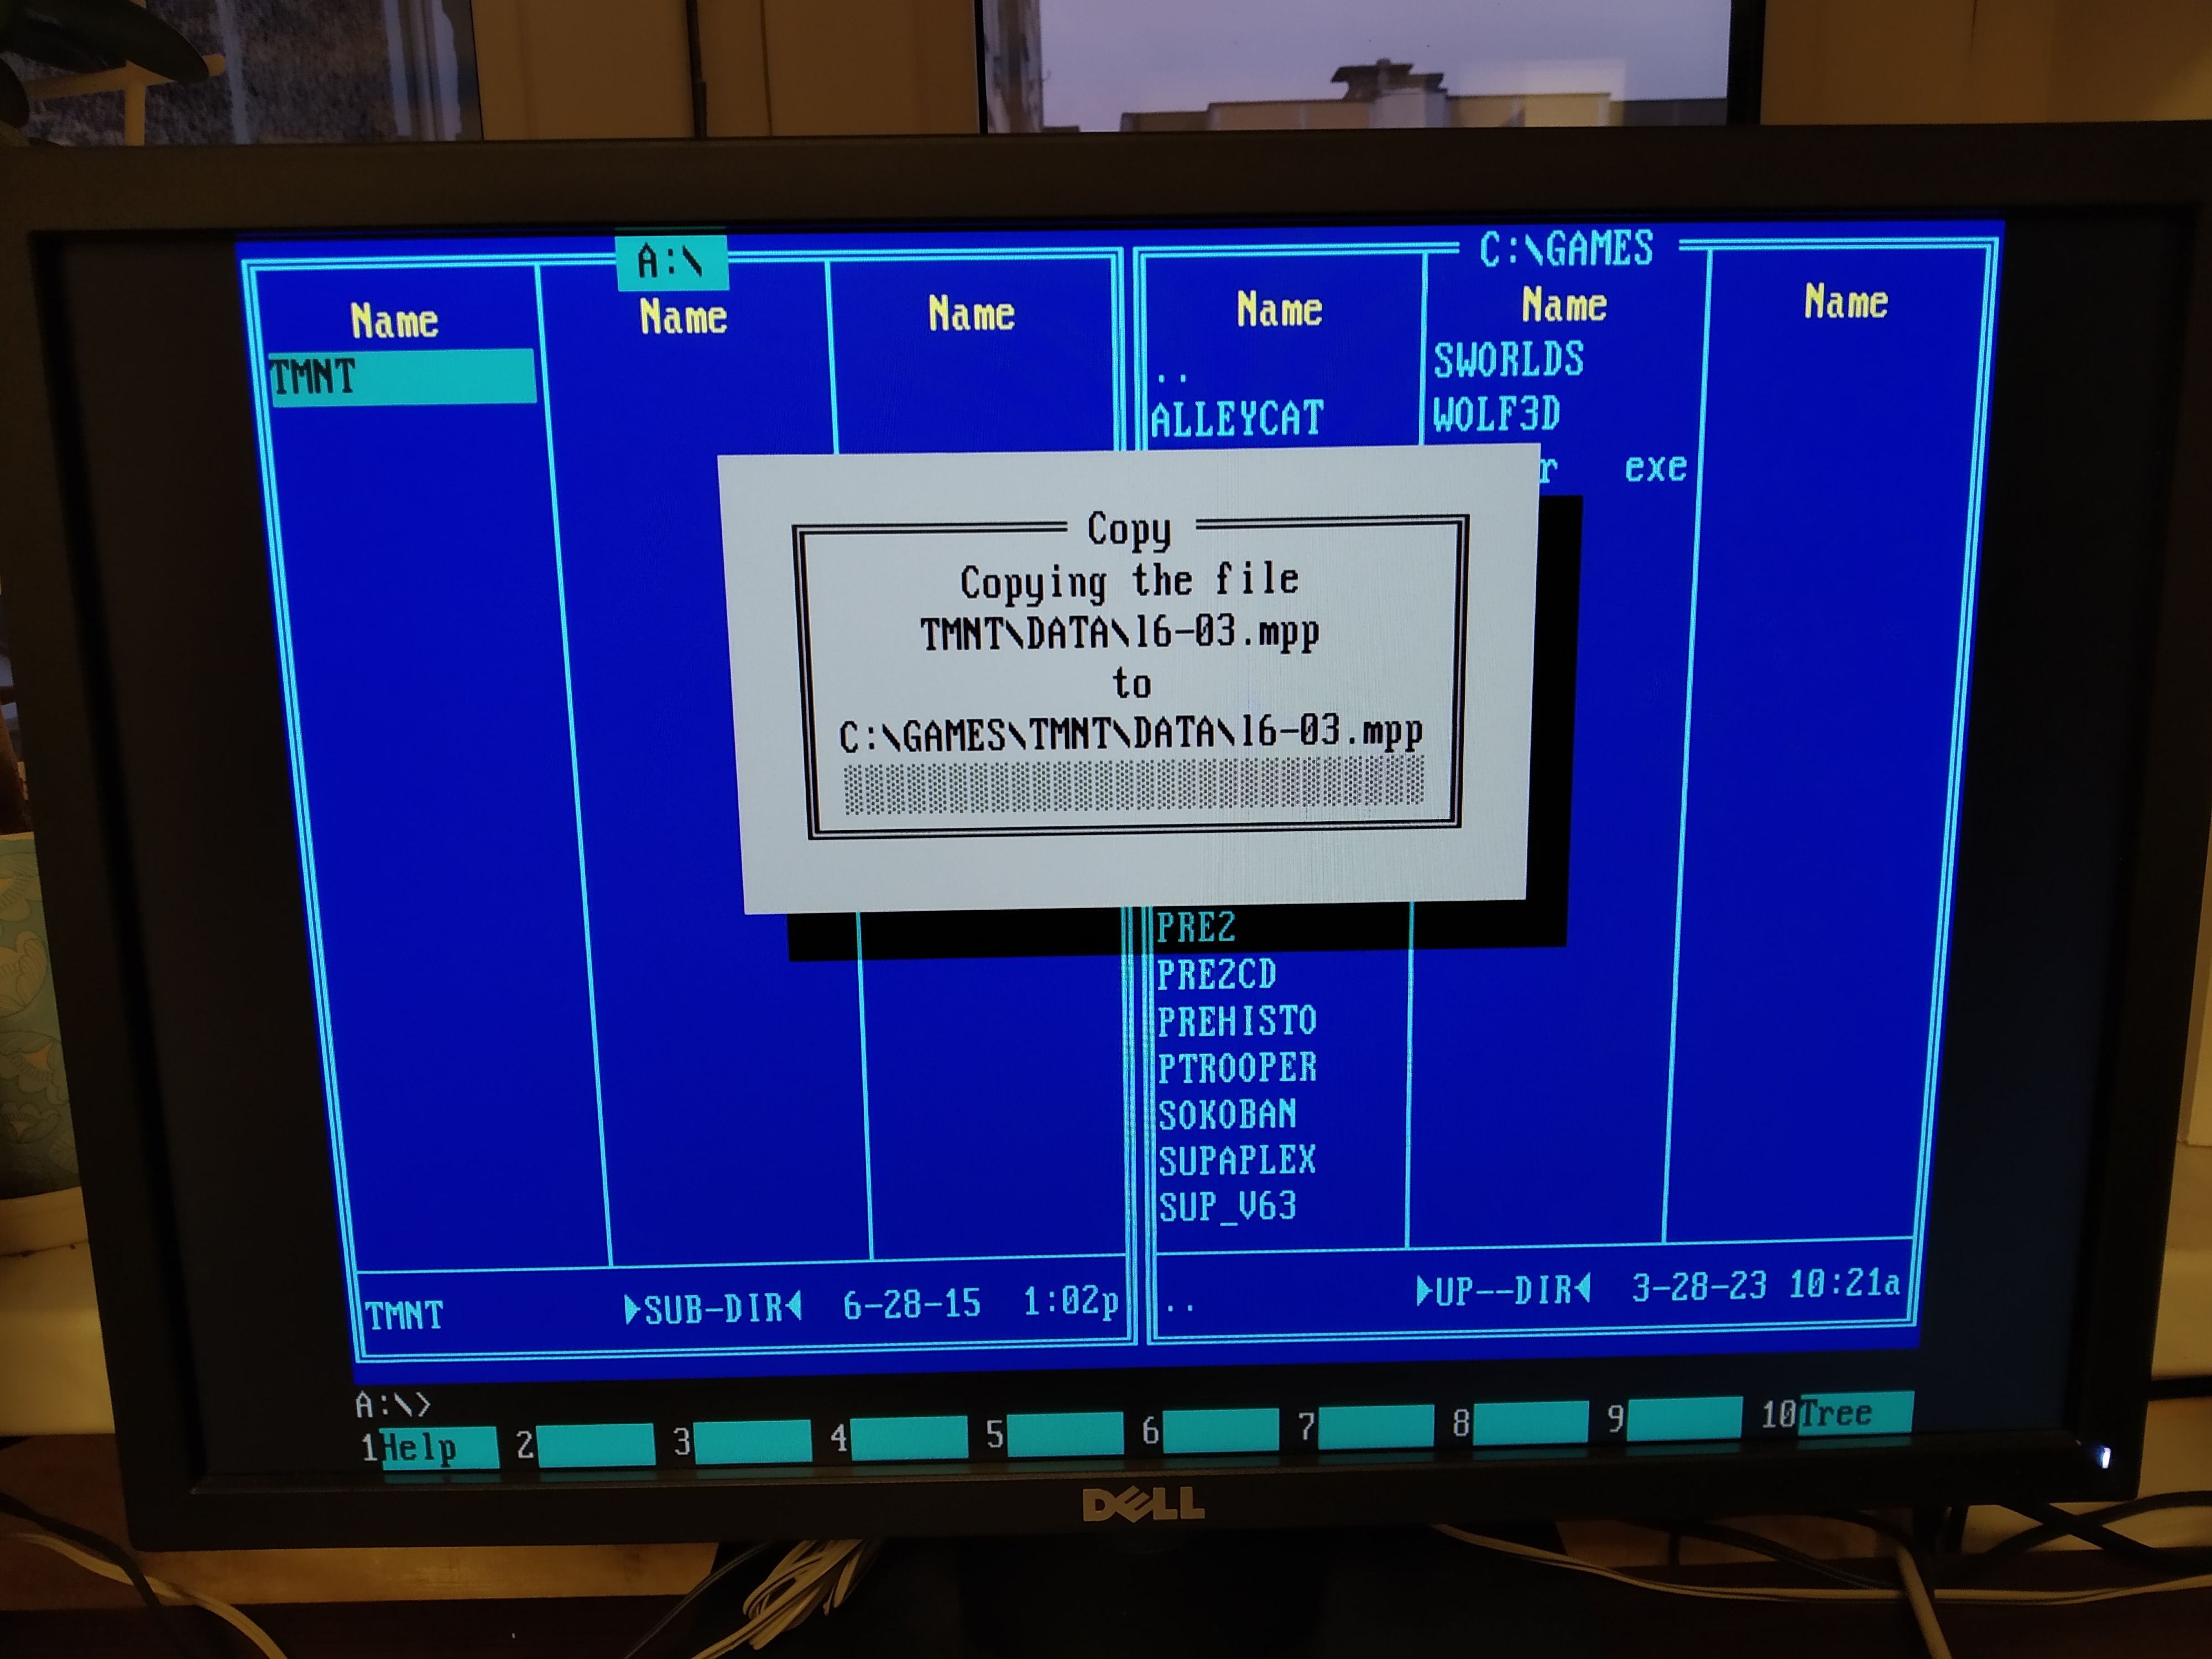 A:\
Name
Name
Name
TMNT
TMNT ►SUB-DIR◄ 6-28-15 1:02p
C:\GAMES
Name
Name
Name
..
ALLEYCAT
PRE2
PRE2CD
PREHISTO
PTROOPER
SOKOBAN
SUPAPLEX
SUP_V63
SWORLDS
WOLF3D
exe
.. ►UP--DIR◄ 3-28-23 10:21a
Copy
Copying the file
TMNT\DATA\16-03.mpp
to
C:\GAMES\TMNT\DATA\16-03.mpp
A:\>
1Help 2 3 4 5 6 7 8 9 10Tree
DELL